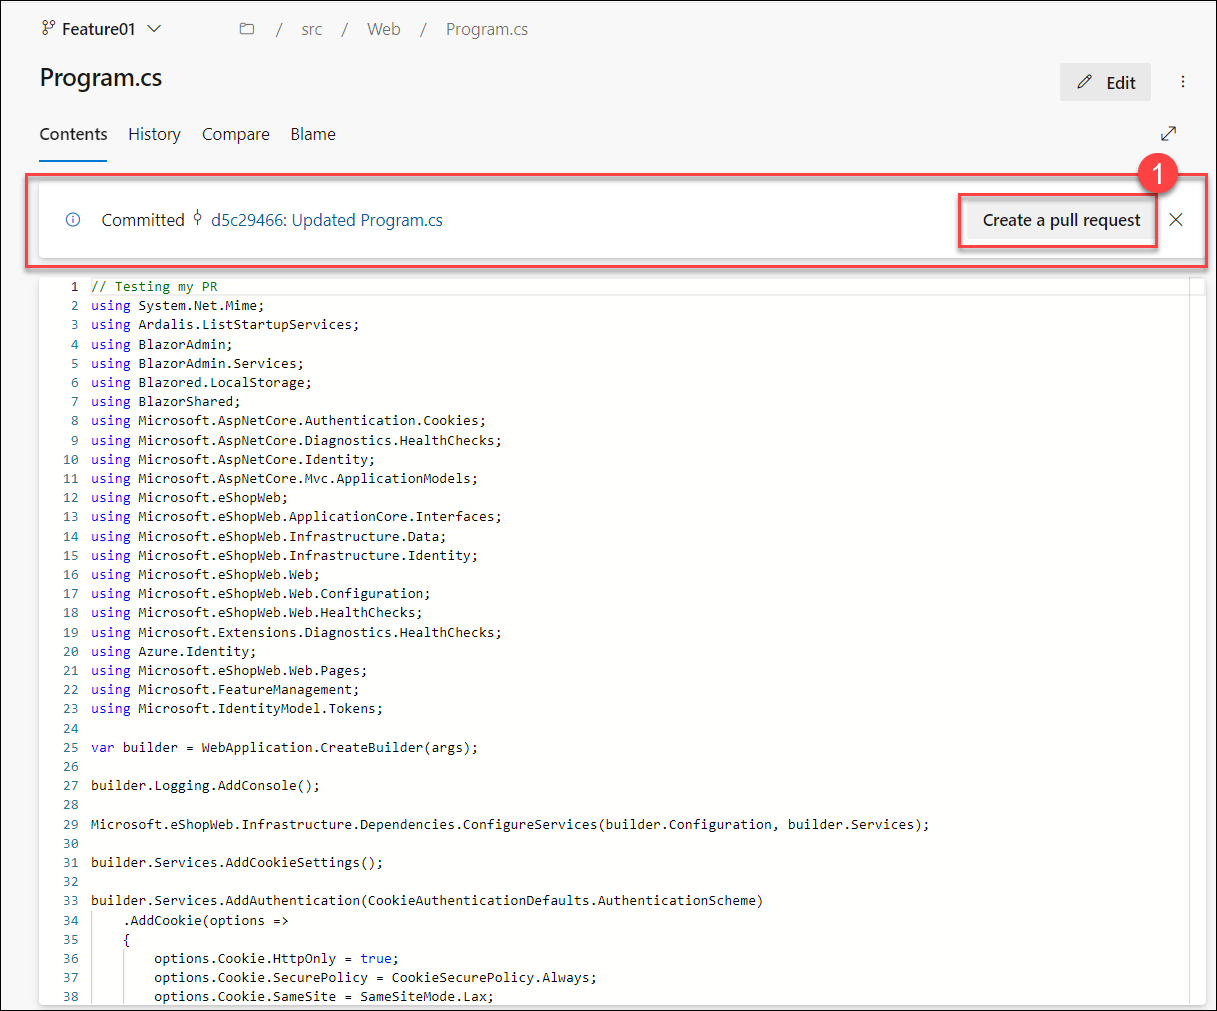 Feature01 / src / Web / Program.cs
Program.cs
Edit
Contents History Compare Blame
1
Committed d5c29466: Updated Program.cs Create a pull request
1 // Testing my PR
2 using System.Net.Mime;
3 using Ardalis.ListStartupServices;
4 using BlazorAdmin;
5 using BlazorAdmin.Services;
6 using Blazored.LocalStorage;
7 using BlazorShared;
8 using Microsoft.AspNetCore.Authentication.Cookies;
9 using Microsoft.AspNetCore.Diagnostics.HealthChecks;
10 using Microsoft.AspNetCore.Identity;
11 using Microsoft.AspNetCore.Mvc.ApplicationModels;
12 using Microsoft.eShopWeb;
13 using Microsoft.eShopWeb.ApplicationCore.Interfaces;
14 using Microsoft.eShopWeb.Infrastructure.Data;
15 using Microsoft.eShopWeb.Infrastructure.Identity;
16 using Microsoft.eShopWeb.Web;
17 using Microsoft.eShopWeb.Web.Configuration;
18 using Microsoft.eShopWeb.Web.HealthChecks;
19 using Microsoft.Extensions.Diagnostics.HealthChecks;
20 using Azure.Identity;
21 using Microsoft.eShopWeb.Web.Pages;
22 using Microsoft.FeatureManagement;
23 using Microsoft.IdentityModel.Tokens;
24
25 var builder = WebApplication.CreateBuilder(args);
26
27 builder.Logging.AddConsole();
28
29 Microsoft.eShopWeb.Infrastructure.Dependencies.ConfigureServices(builder.Configuration, builder.Services);
30
31 builder.Services.AddCookieSettings();
32
33 builder.Services.AddAuthentication(CookieAuthenticationDefaults.AuthenticationScheme)
34 .AddCookie(options =>
35 {
36 options.Cookie.HttpOnly = true;
37 options.Cookie.SecurePolicy = CookieSecurePolicy.Always;
38 options.Cookie.SameSite = SameSiteMode.Lax;